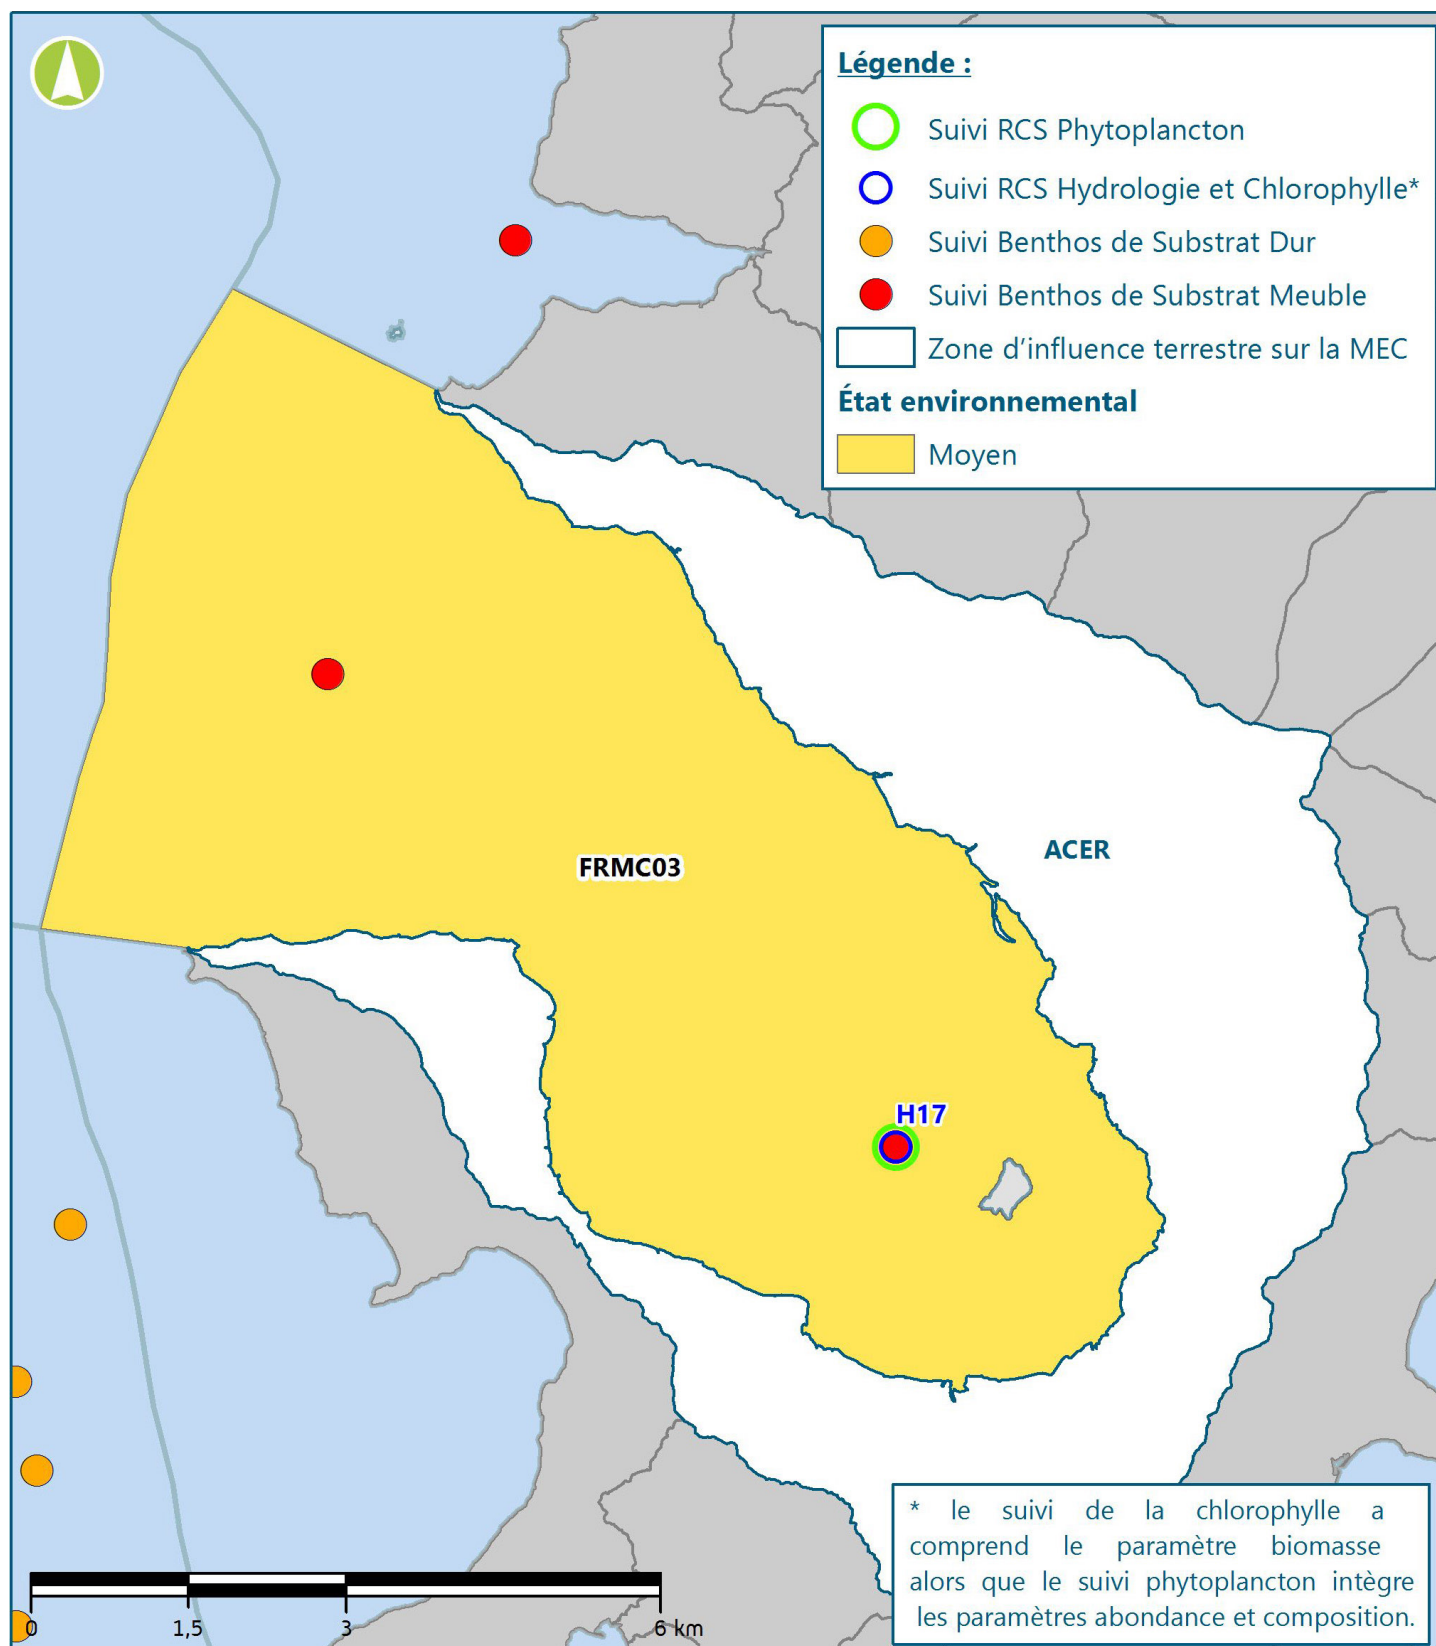 Légende :
Suivi RCS Phytoplancton
Suivi RCS Hydrologie et Chlorophylle*
Suivi Benthos de Substrat Dur
Suivi Benthos de Substrat Meuble
Zone d'influence terrestre sur la MEC
État environnemental
Moyen
ACER
FRMC03
H17
* le suivi de la chlorophylle a
comprend le paramètre biomasse
alors que le suivi phytoplancton intègre
les paramètres abondance et composition.
0 1,5 3 6 km